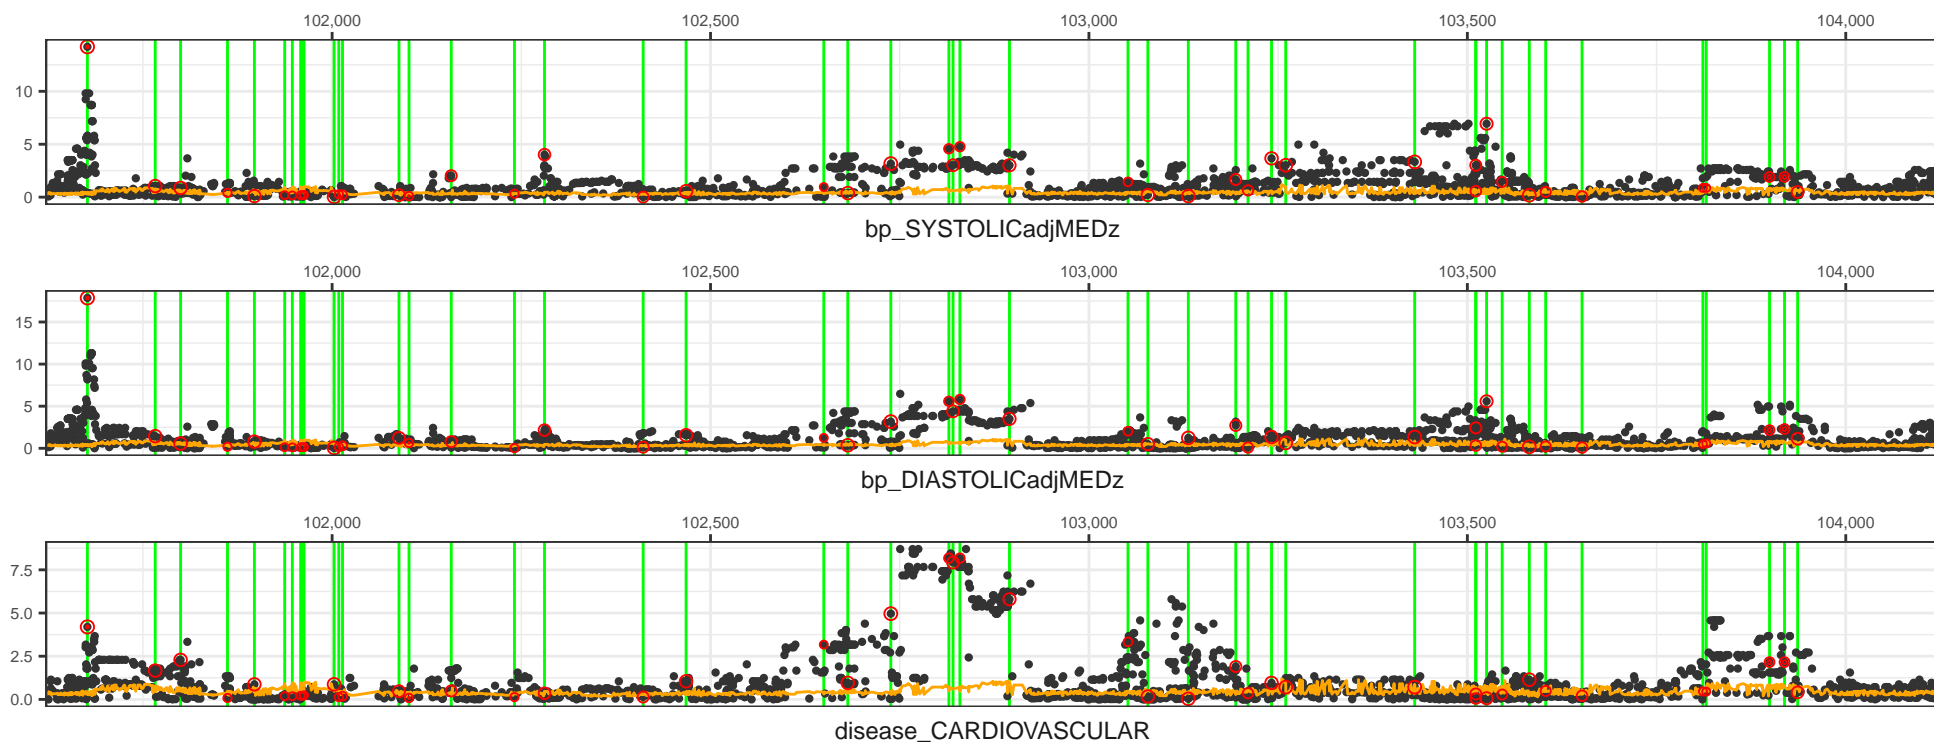 102,000 102,500 103,000 103,500 104,000
10
5
0
bp_SYSTOLICadjMEDz
102,000 102,500 103,000 103,500 104,000
15
10
5
0
bp_DIASTOLICadjMEDz
102,000 102,500 103,000 103,500 104,000
7.5
5.0
2.5
0.0
disease_CARDIOVASCULAR